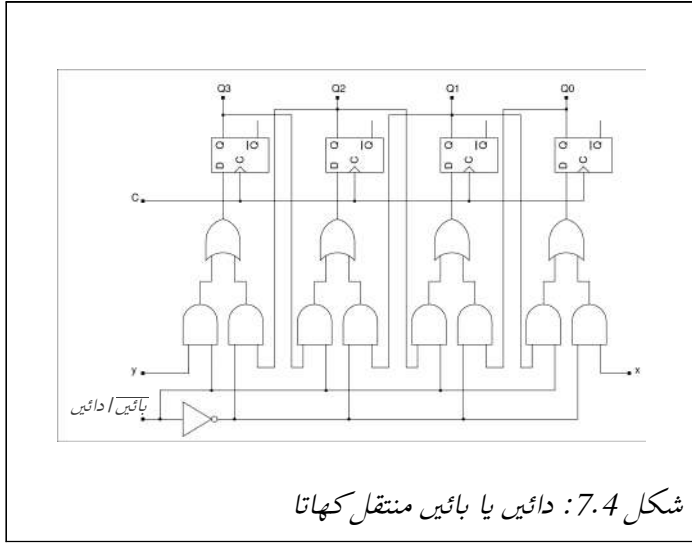 Q3 Q2 Q1 Q0
Q Q̅ Q Q̅ Q Q̅ Q Q̅
D C D C D C D C
C
y x
دائیں / بائیں̅
شکل 7.4: دائیں یا بائیں منتقل کھاتا